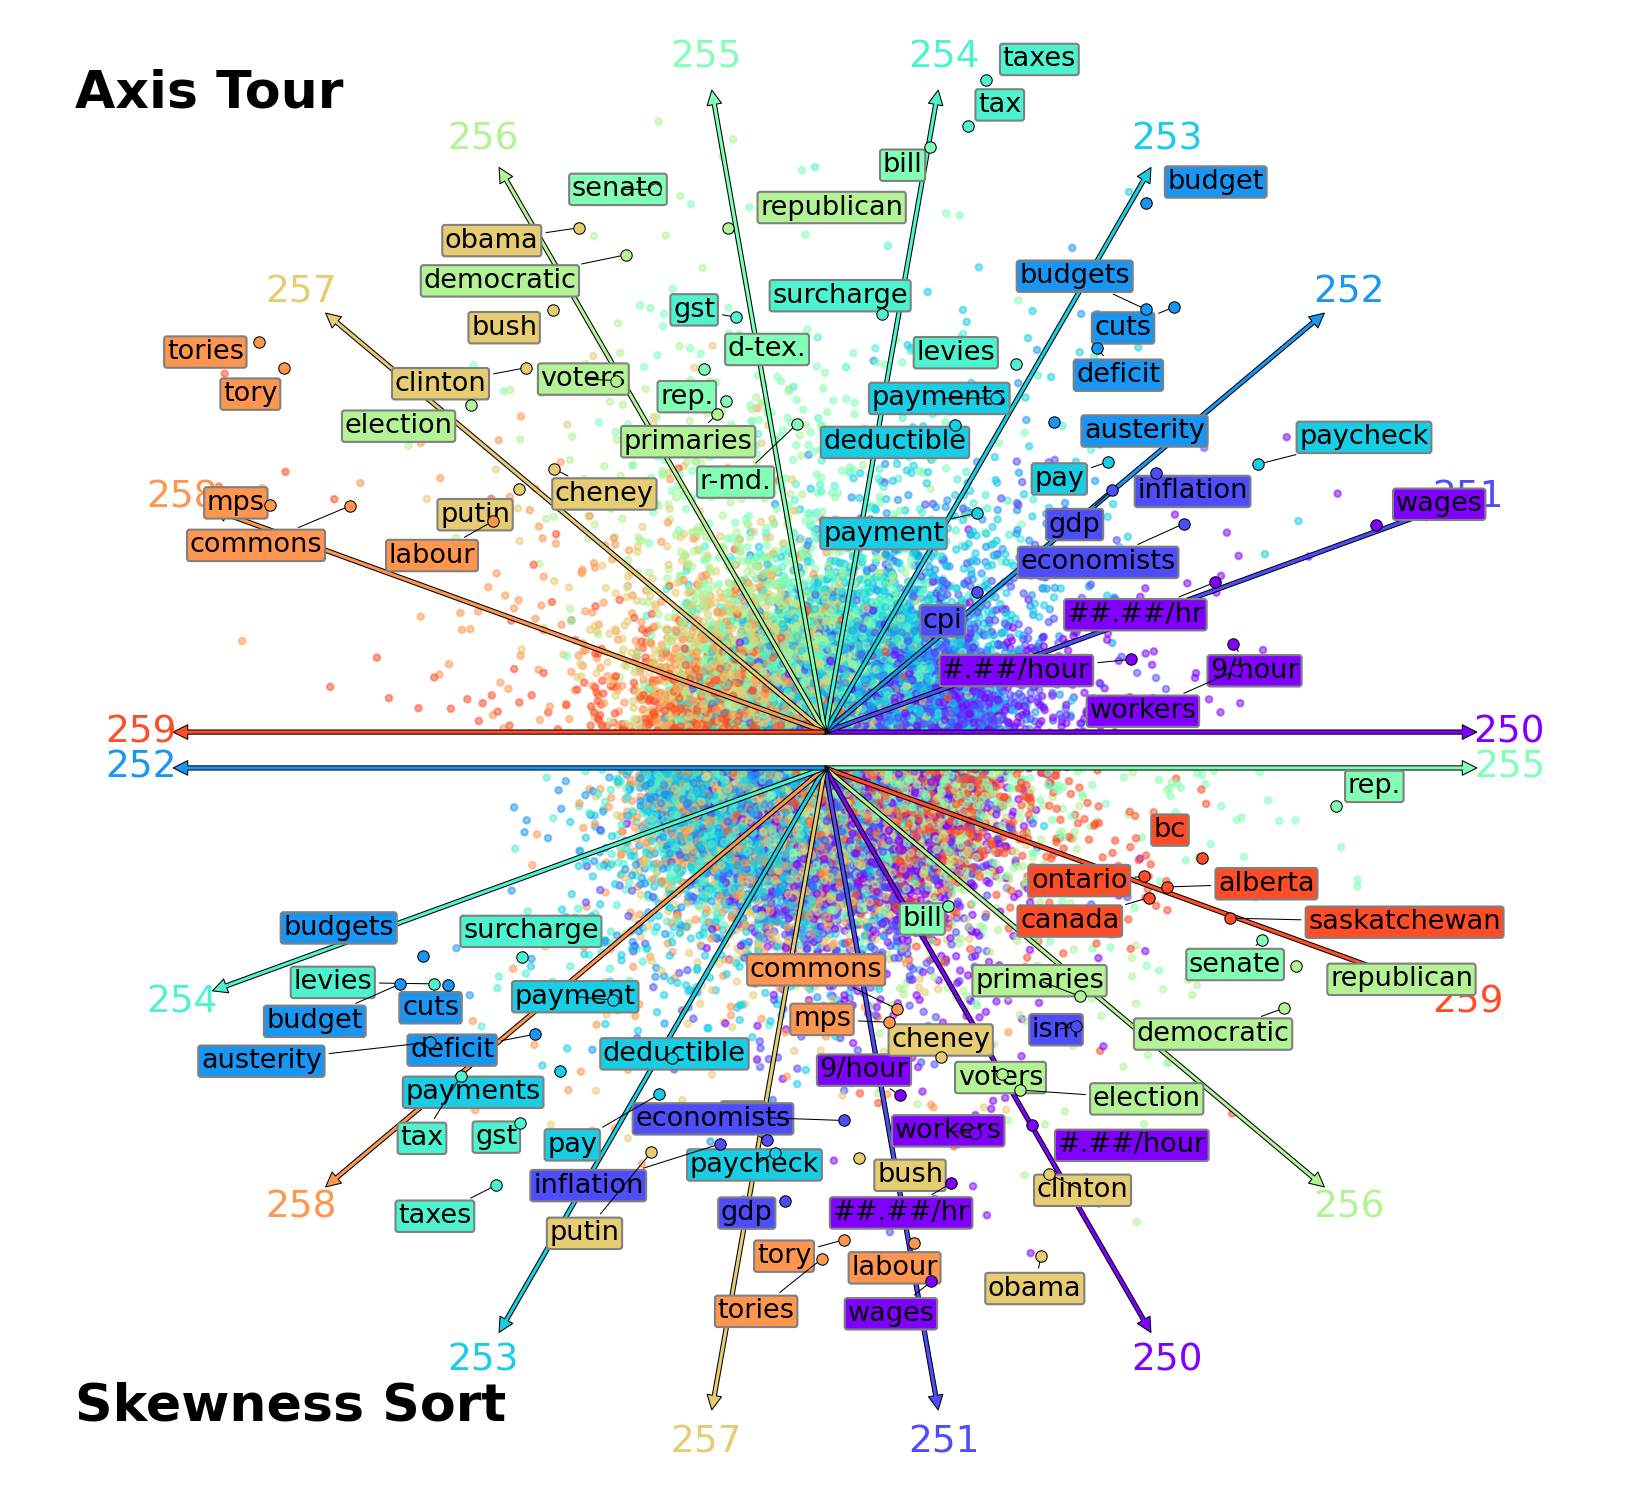 255
254
taxes
Axis Tour
tax
256
253
bill
budget
senate
republican
obama
democratic
budgets
257
252
surcharge
gst
bush
cuts
tories
d-tex.
levies
tory
clinton
voters
deficit
rep.
payments
election
primaries
deductible
austerity
paycheck
r-md.
pay
258
mps
cheney
inflation
251
wages
putin
gdp
commons
labour
payment
economists
cpi
##.##/hr
#.##/hour
9/hour
workers
259
250
252
255
rep.
bc
ontario
alberta
canada
saskatchewan
budgets
surcharge
bill
commons
senate
levies
primaries
republican
254
payment
259
budget
cuts
mps
ism
cheney
democratic
austerity
deficit
deductible
9/hour
voters
payments
election
economists
workers
tax
gst
pay
#.##/hour
paycheck
bush
inflation
clinton
258
256
taxes
gdp
##.##/hr
putin
tory
labour
obama
tories
wages
253
250
Skewness Sort
257
251